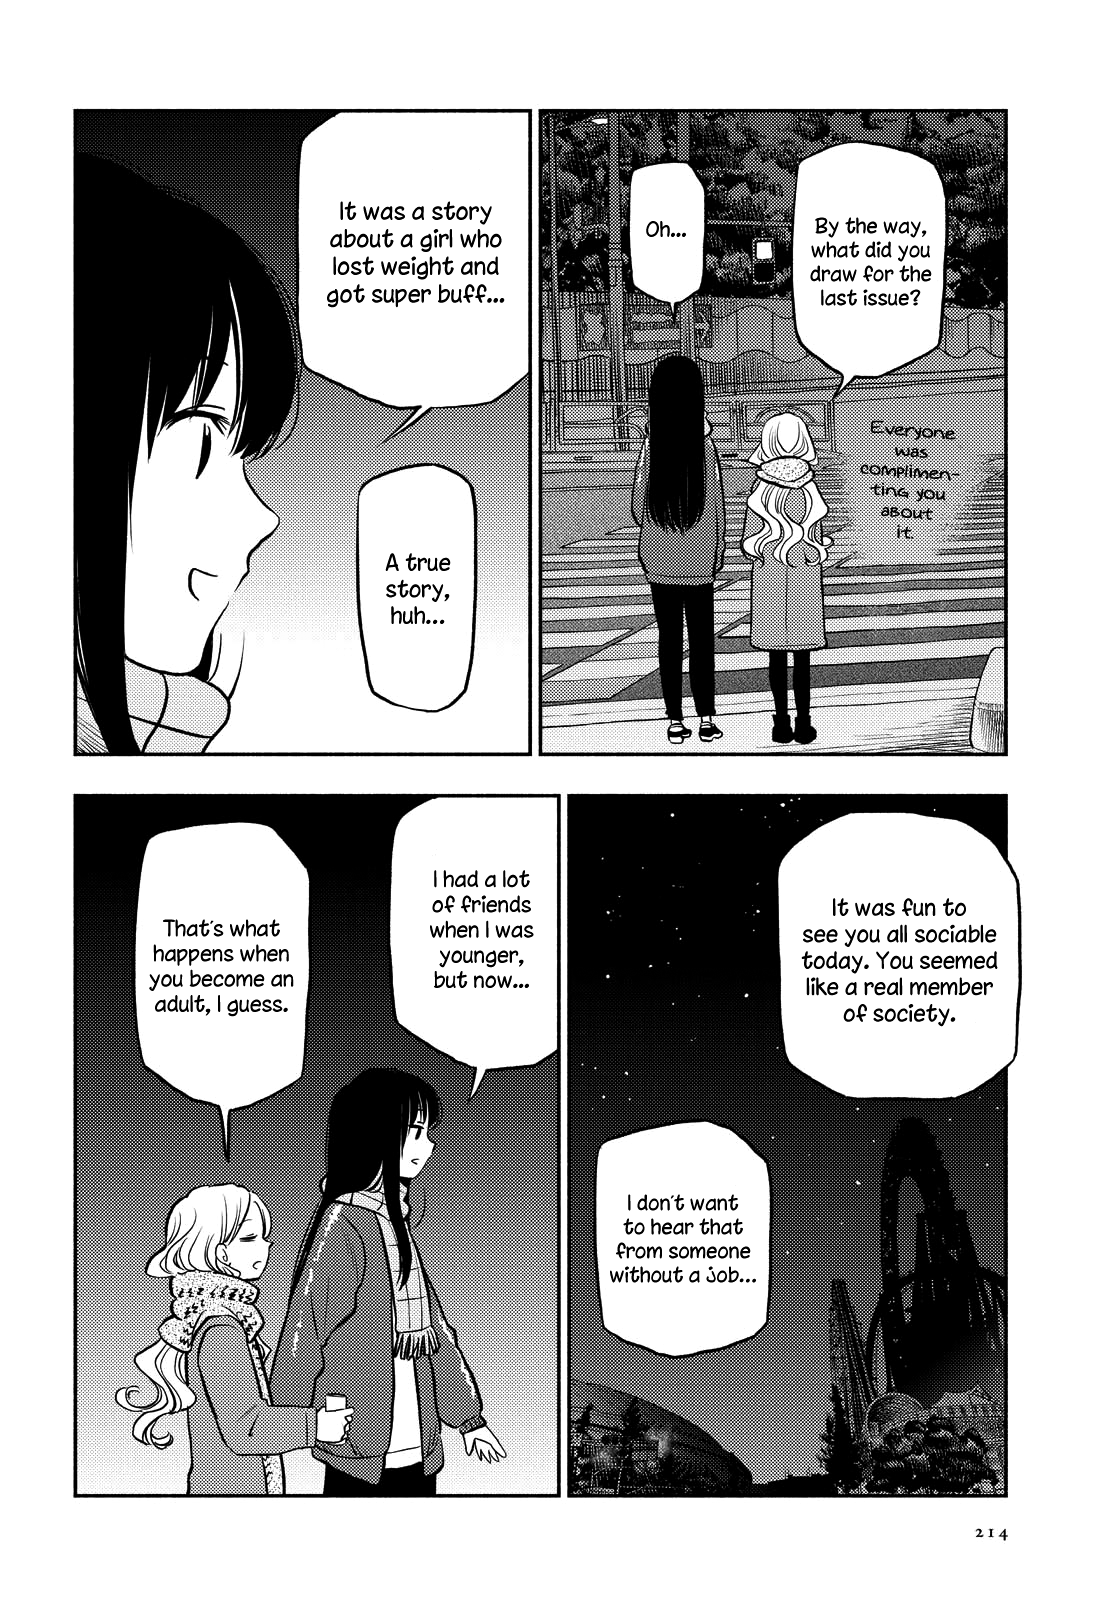 By the way,
what did you
draw for the
last issue?
Everyone
was
complimen-
ting you
about
it.
Oh...
It was a story
about a girl who
lost weight and
got super buff...
A true
story,
huh...
It was fun to
see you all sociable
today. You seemed
like a real member
of society.
I don't want
to hear that
from someone
without a job...
I had a lot
of friends
when I was
younger,
but now...
That's what
happens when
you become an
adult, I guess.
214